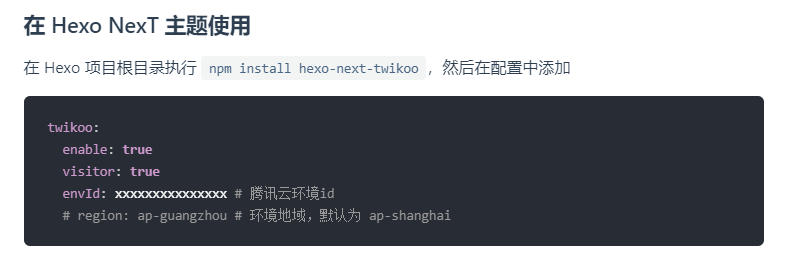 在 Hexo NexT 主题使用
在 Hexo 项目根目录执行 npm install hexo-next-twikoo，然后在配置中添加
twikoo:
  enable: true
  visitor: true
  envId: xxxxxxxxxxxxxxx # 腾讯云环境id
  # region: ap-guangzhou # 环境地域，默认为 ap-shanghai